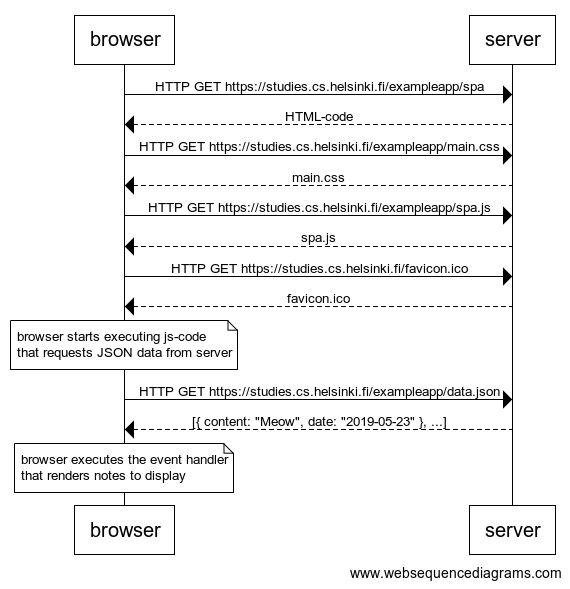 browser
server
HTTP GET https://studies.cs.helsinki.fi/exampleapp/spa
HTML-code
HTTP GET https://studies.cs.helsinki.fi/exampleapp/main.css
main.css
HTTP GET https://studies.cs.helsinki.fi/exampleapp/spa.js
spa.js
HTTP GET https://studies.cs.helsinki.fi/favicon.ico
favicon.ico
browser starts executing js-code
that requests JSON data from server
HTTP GET https://studies.cs.helsinki.fi/exampleapp/data.json
[{ content: "Meow", date: "2019-05-23" }, ...]
browser executes the event handler
that renders notes to display
browser
server
www.websequencediagrams.com